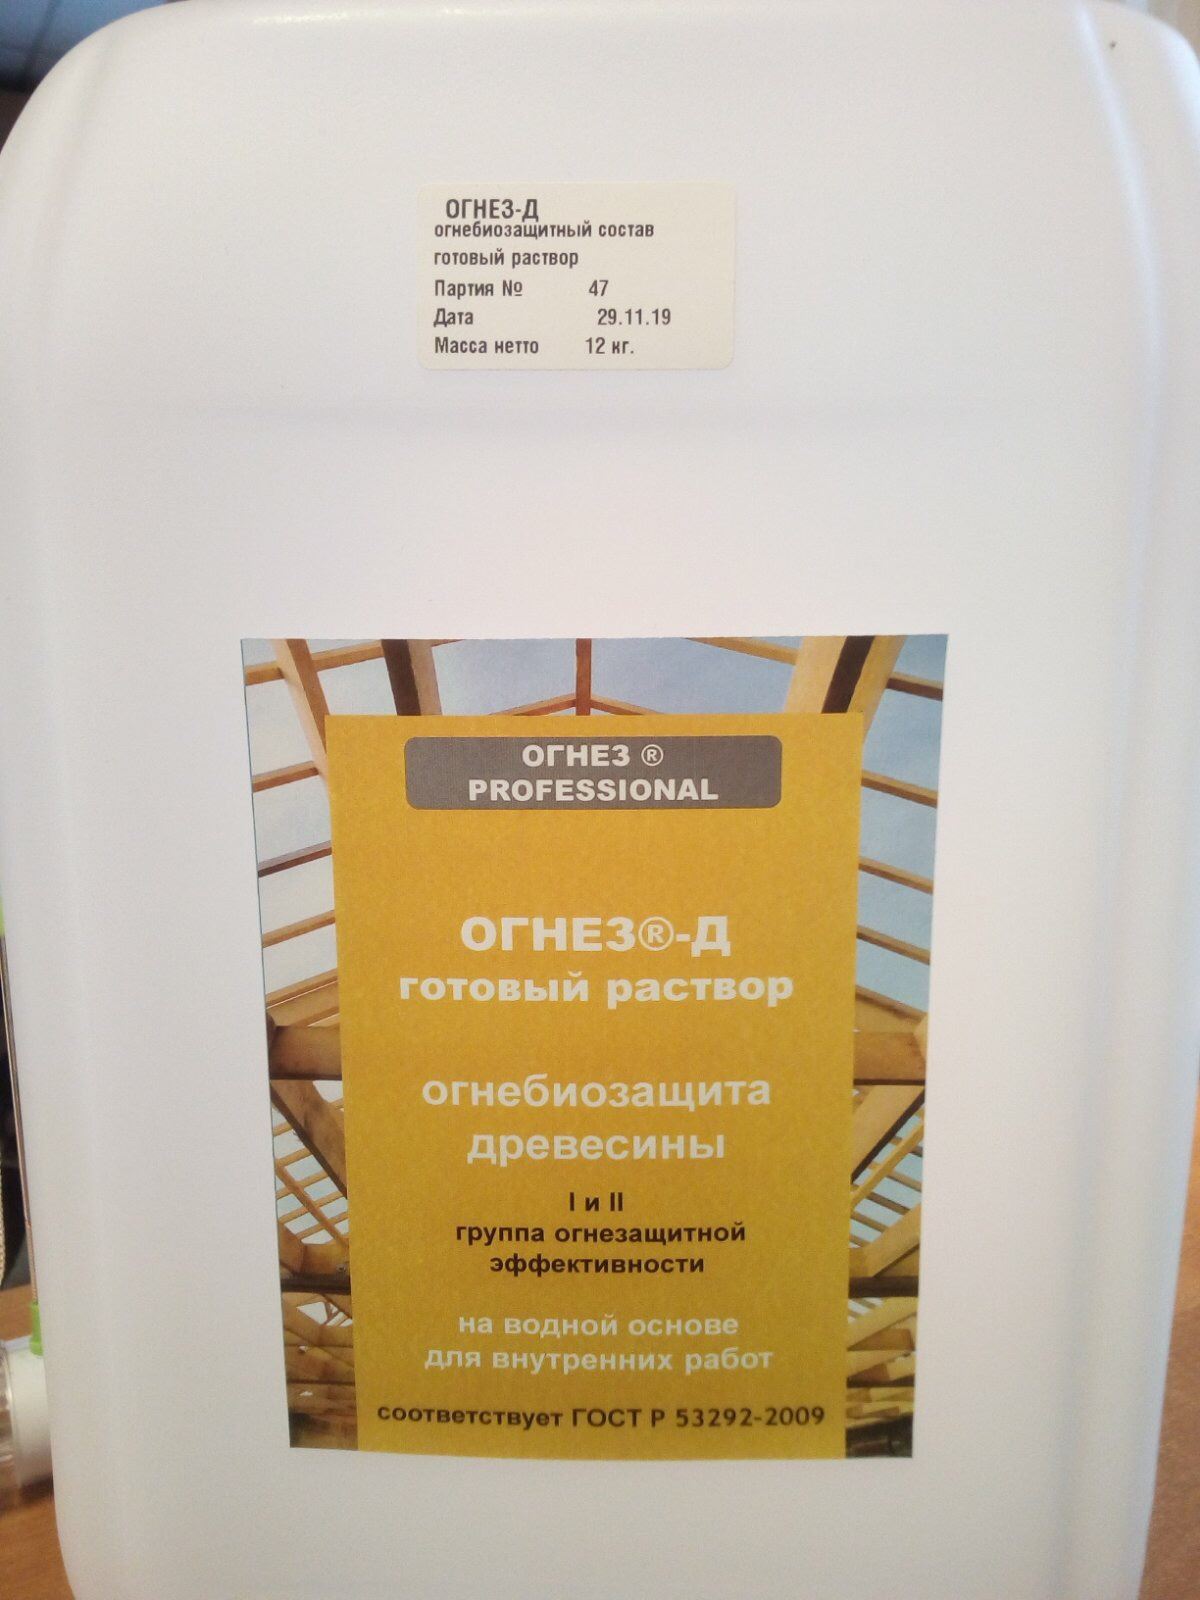 ОГНЕЗ-Д
огнебиозащитный состав
готовый раствор
Партия № 47
Дата 29.11.19
Масса нетто 12 кг.
ОГНЕЗ ®
PROFESSIONAL
ОГНЕЗ®-Д
готовый раствор
огнебиозащита
древесины
I и II
группа огнезащитной
эффективности
на водной основе
для внутренних работ
соответствует ГОСТ Р 53292-2009